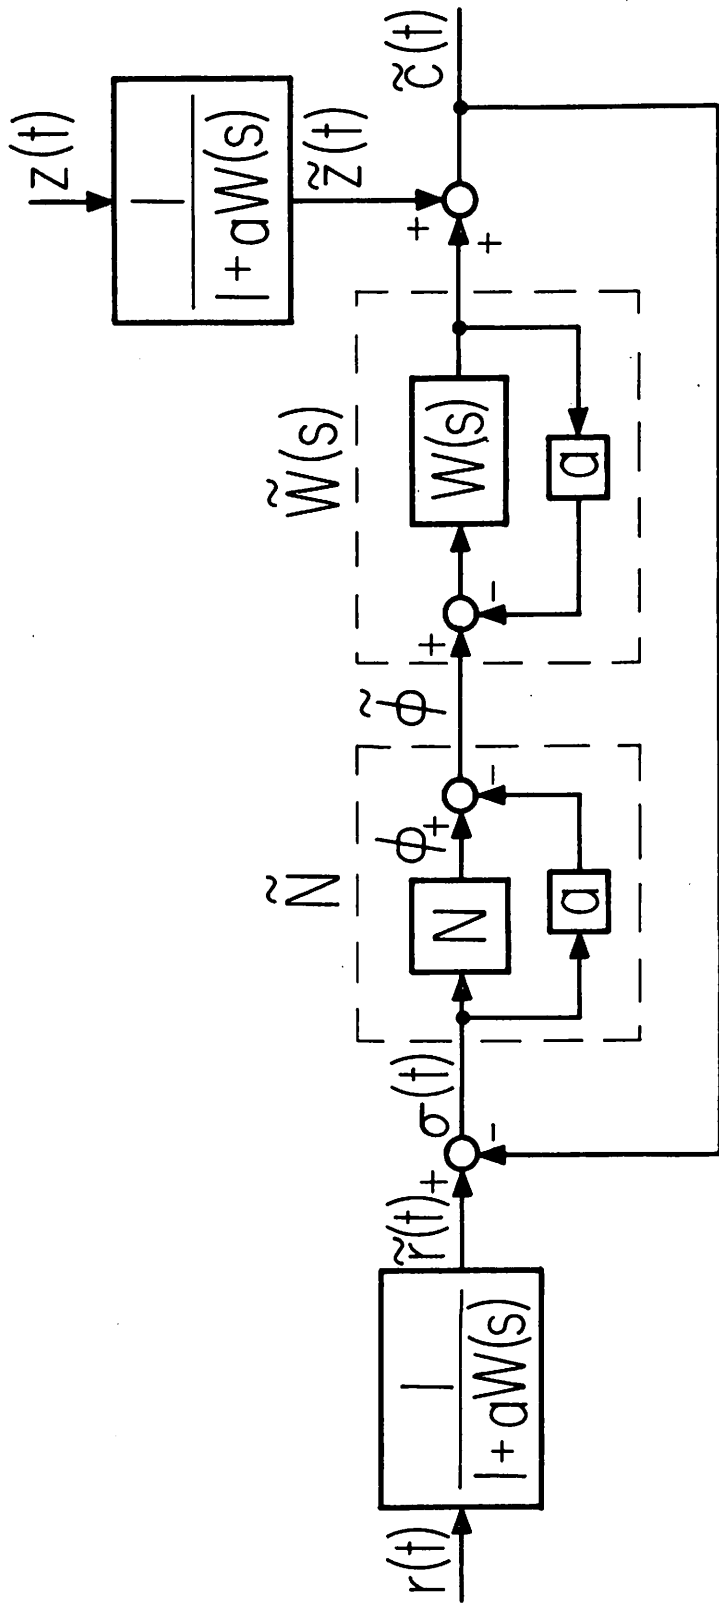 r(t)
1
1+aW(s)
r̃(t)
+
-
σ(t)
Ñ
N
a
ϕ
+
-
ϕ̃
W̃(s)
+
-
W(s)
a
z(t)
1
1+aW(s)
z̃(t)
+
+
c̃(t)